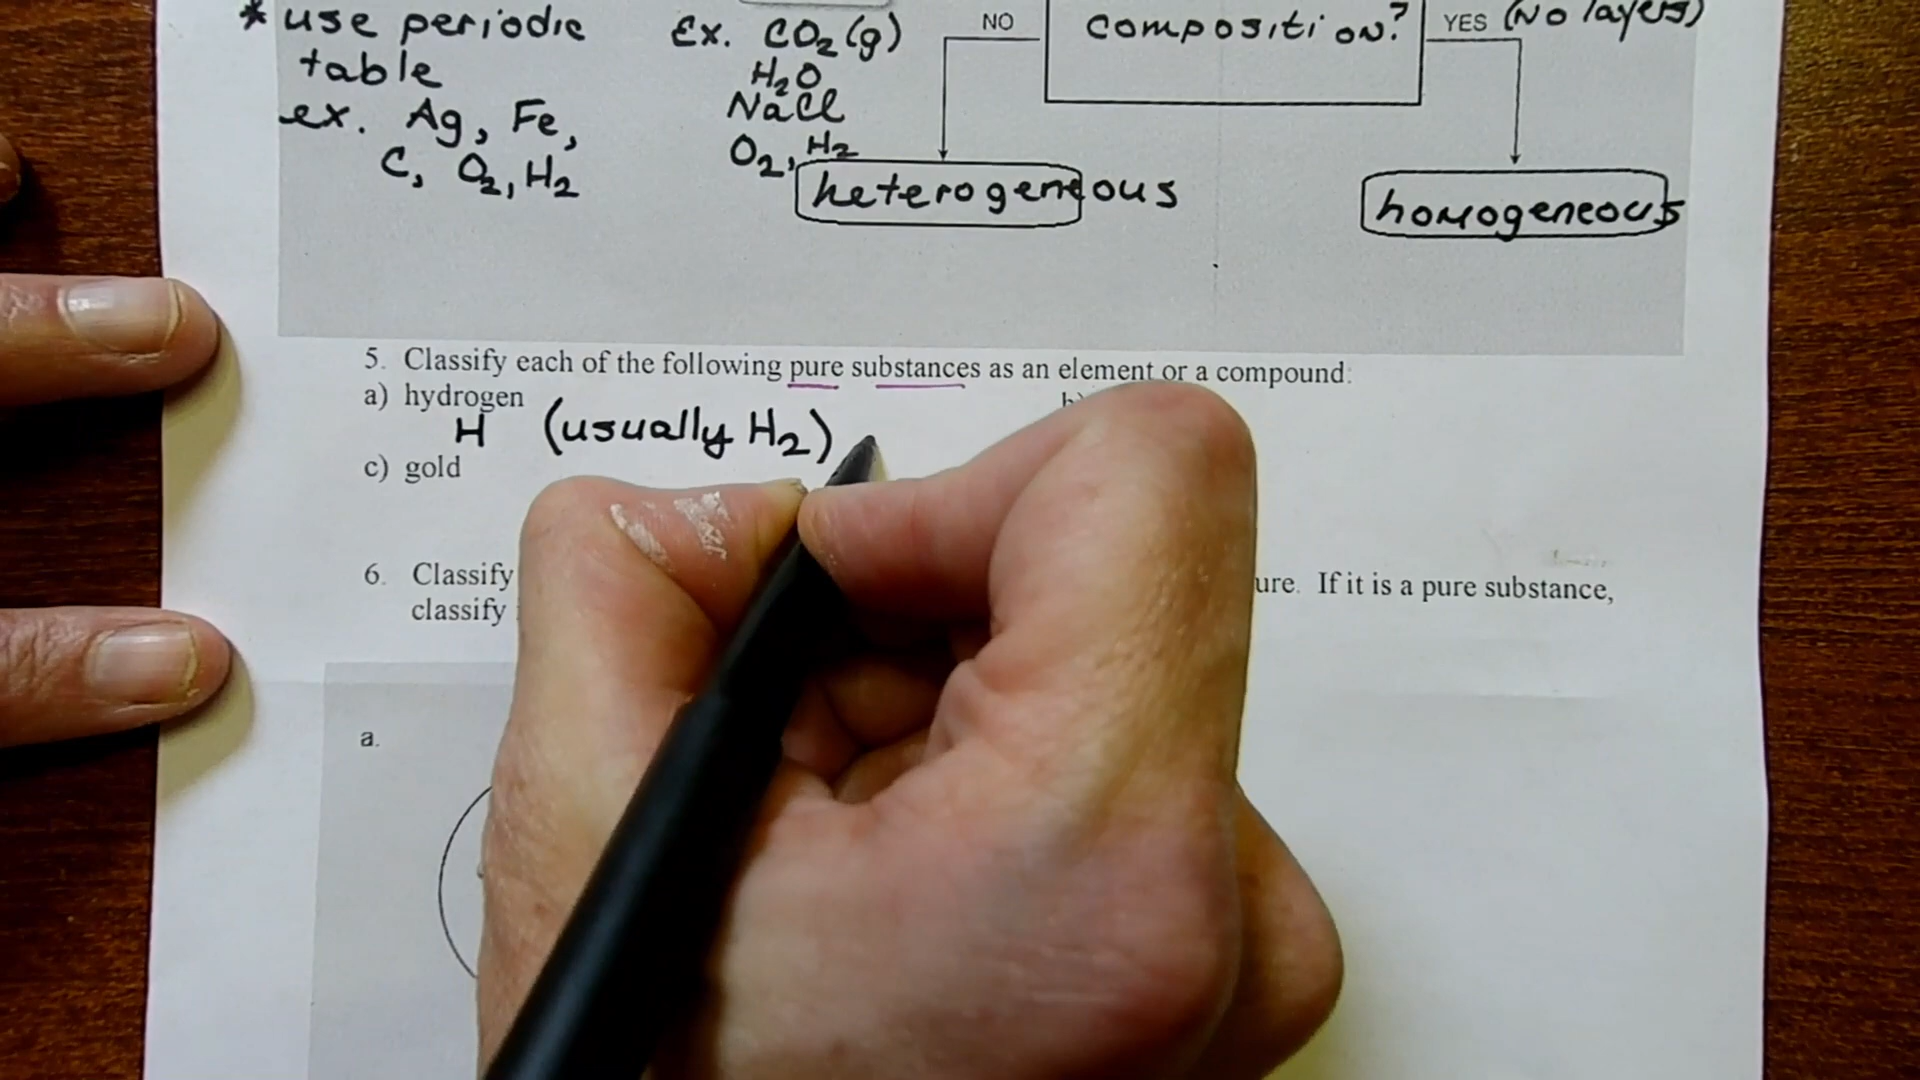 * use periodic
table
ex. Ag, Fe,
C, O2, H2
Ex. CO2(g)
H2O
NaCl
O2, H2
NO
composition?
YES (No layers)
heterogeneous
homogeneous
5. Classify each of the following pure substances as an element or a compound:
a) hydrogen
H (usually H2)
c) gold
6. Classify
If it is a pure substance,
classify
a.